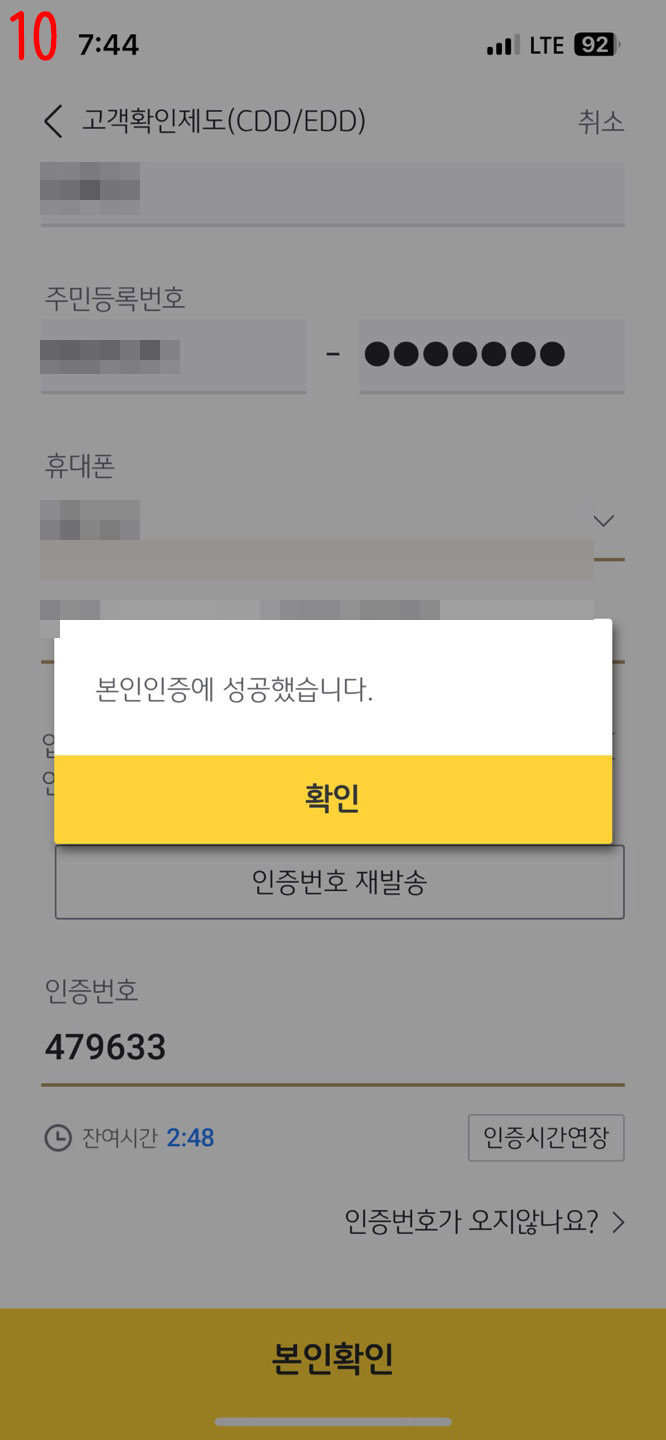 10 7:44 LTE 92
고객확인제도(CDD/EDD) 취소
주민등록번호
- ●●●●●●●
휴대폰
본인인증에 성공했습니다.
확인
인증번호 재발송
인증번호
479633
잔여시간 2:48 인증시간연장
인증번호가 오지않나요? >
본인확인